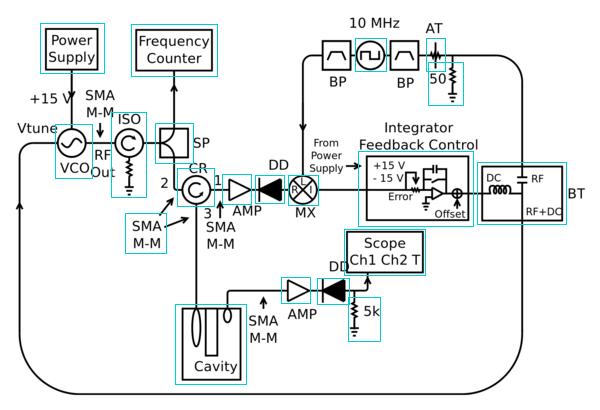 10 MHz
Power
Supply
Frequency
Counter
AT
BP
BP
50
+15 V
SMA
M-M
ISO
Vtune
VCO
RF
Out
SP
From
Power
Supply
Integrator
Feedback Control
+15 V
- 15 V
Error
Offset
DC
RF
RF+DC
BT
CR
2
1
3
AMP
DD
L
R
I
MX
SMA
M-M
SMA
M-M
Scope
Ch1 Ch2 T
DD
AMP
5k
SMA
M-M
Cavity